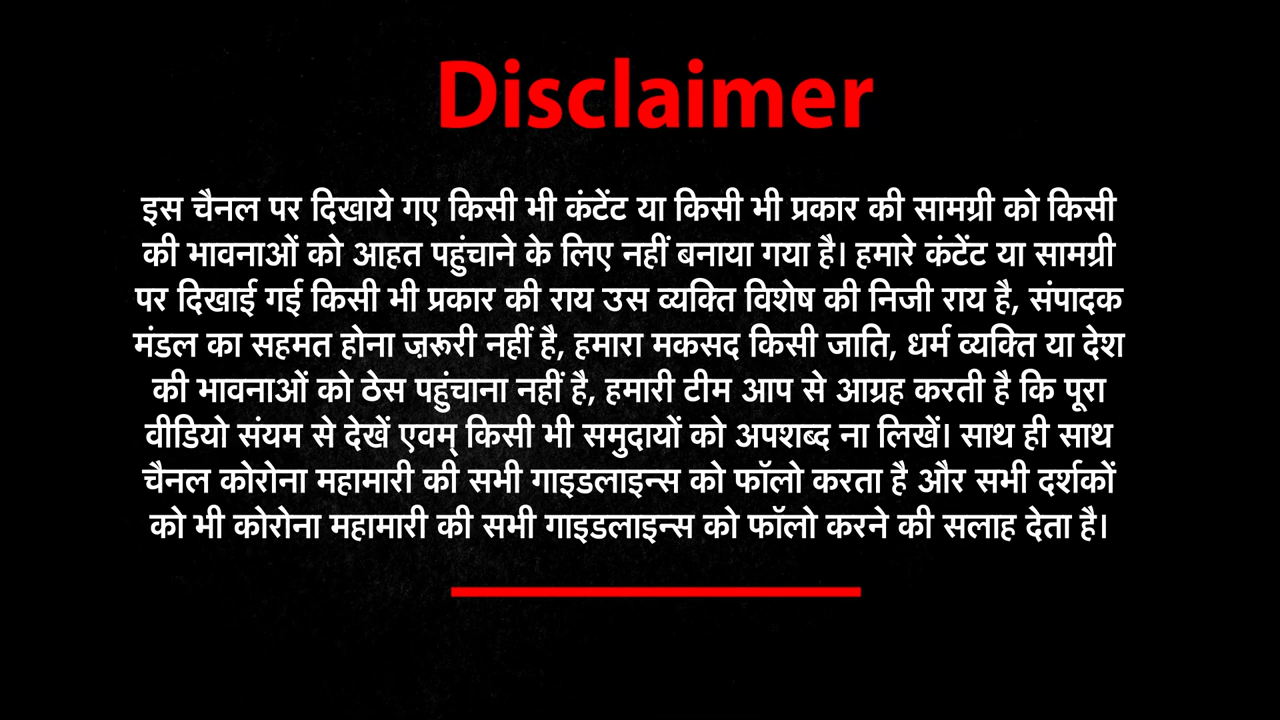 Disclaimer
इस चैनल पर दिखाये गए किसी भी कंटेंट या किसी भी प्रकार की सामग्री को किसी
की भावनाओं को आहत पहुंचाने के लिए नहीं बनाया गया है। हमारे कंटेंट या सामग्री
पर दिखाई गई किसी भी प्रकार की राय उस व्यक्ति विशेष की निजी राय है, संपादक
मंडल का सहमत होना ज़रूरी नहीं है, हमारा मकसद किसी जाति, धर्म व्यक्ति या देश
की भावनाओं को ठेस पहुंचाना नहीं है, हमारी टीम आप से आग्रह करती है कि पूरा
वीडियो संयम से देखें एवम् किसी भी समुदायों को अपशब्द ना लिखें। साथ ही साथ
चैनल कोरोना महामारी की सभी गाइडलाइन्स को फॉलो करता है और सभी दर्शकों
को भी कोरोना महामारी की सभी गाइडलाइन्स को फॉलो करने की सलाह देता है।